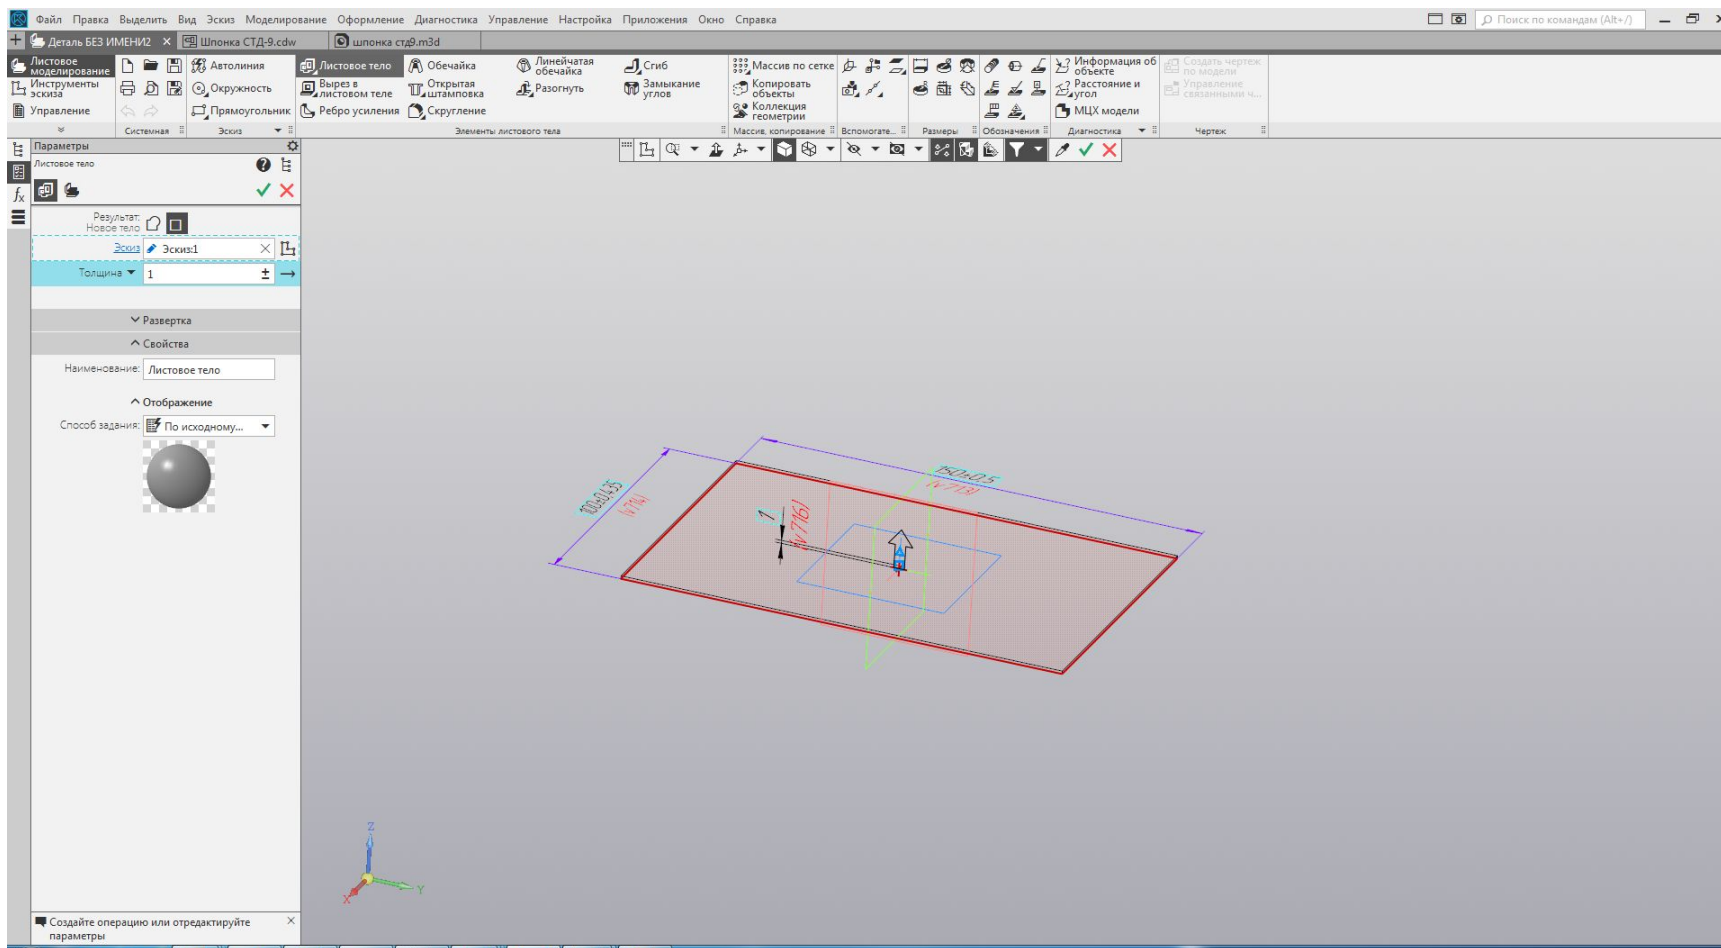 Файл Правка Выделить Вид Эскиз Моделирование Оформление Диагностика Управление Настройка Приложения Окно Справка
Поиск по командам (Alt+/)
Деталь БЕЗ ИМЕНИ2
Шпонка СТД-9.cdw
шпонка стд9.m3d
Листовое моделирование
Инструменты эскиза
Управление
Системная
Автолиния
Окружность
Прямоугольник
Эскиз
Листовое тело
Вырез в листовом теле
Ребро усиления
Обечайка
Открытая штамповка
Скругление
Линейчатая обечайка
Разогнуть
Сгиб
Замыкание углов
Элементы листового тела
Массив по сетке
Копировать объекты
Коллекция геометрии
Массив, копирование
Вспомогате...
Размеры
Обозначения
Информация об объекте
Расстояние и угол
МЦХ модели
Диагностика
Создать чертеж по модели
Управление связанными ч...
Чертеж
Параметры
Листовое тело
Результат:
Новое тело
Эскиз
Эскиз:1
Толщина
1
Развертка
Свойства
Наименование:
Листовое тело
Отображение
Способ задания:
По исходному...
150±0,5
(v713)
100±0,435
(v714)
1
(v716)
Z
Y
X
Создайте операцию или отредактируйте
параметры